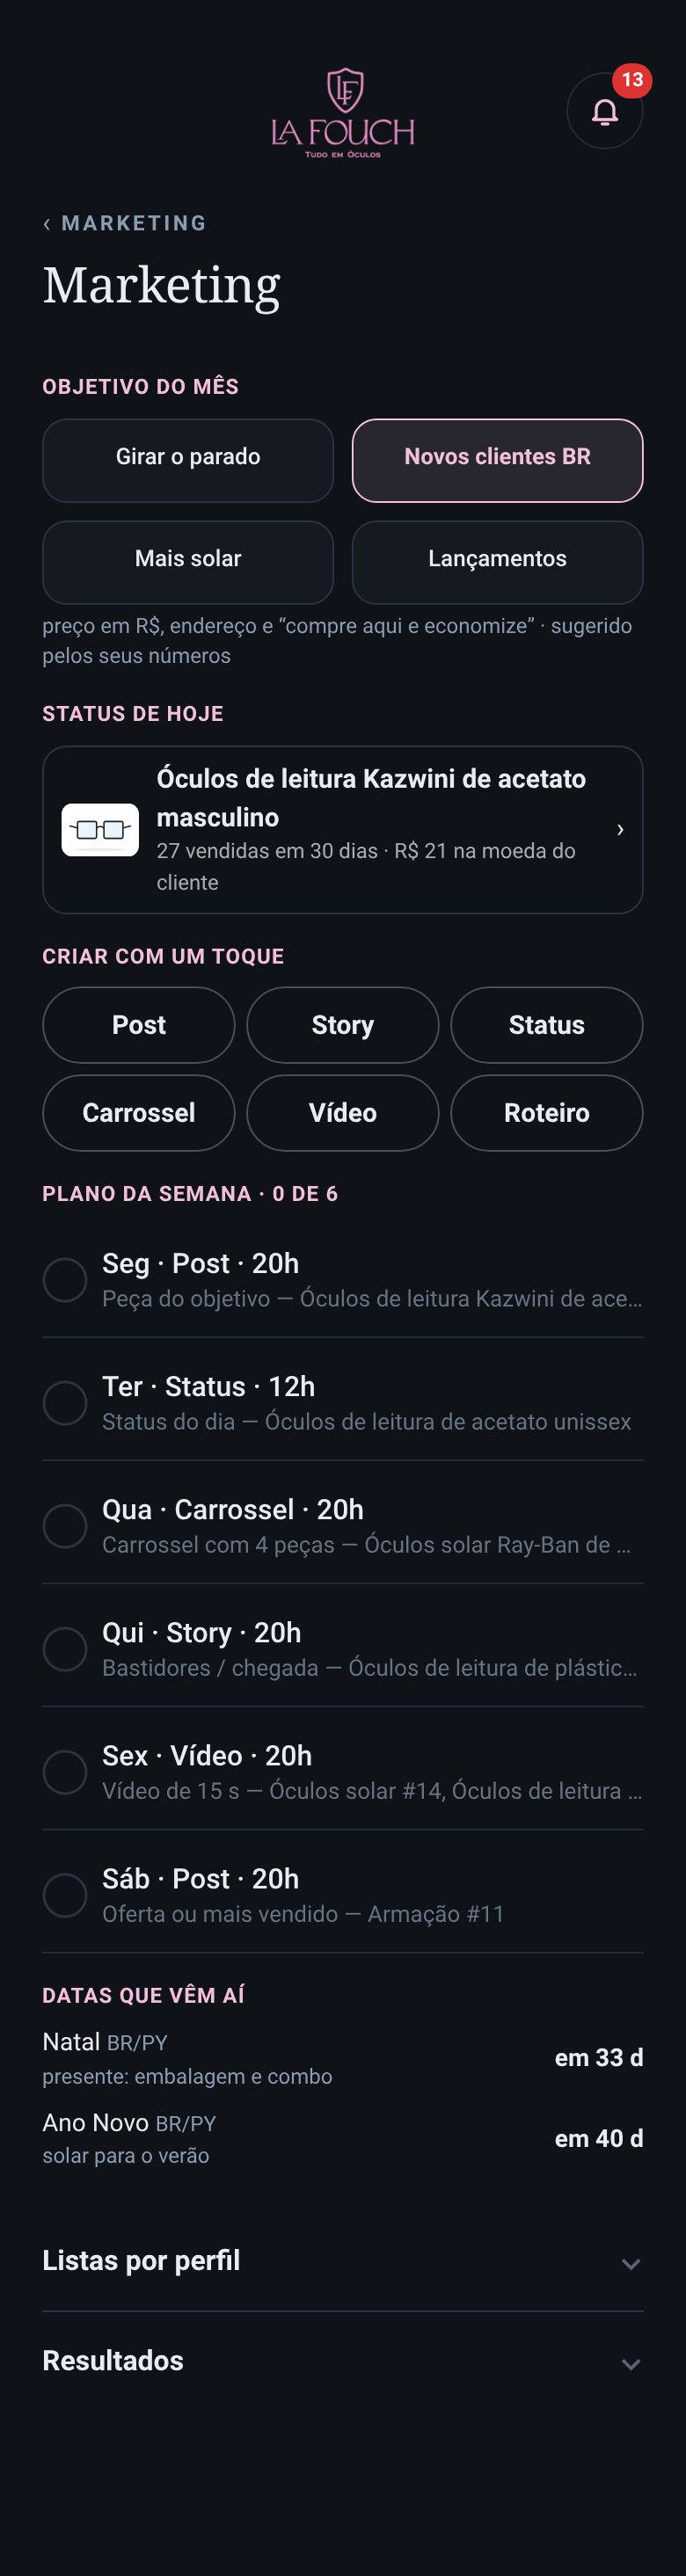 LF
LA FOUCH
TUDO EM ÓCULOS
13
‹ MARKETING
Marketing
OBJETIVO DO MÊS
Girar o parado
Novos clientes BR
Mais solar
Lançamentos
preço em R$, endereço e “compre aqui e economize” · sugerido
pelos seus números
STATUS DE HOJE
Óculos de leitura Kazwini de acetato
masculino
27 vendidas em 30 dias · R$ 21 na moeda do
cliente
›
CRIAR COM UM TOQUE
Post
Story
Status
Carrossel
Vídeo
Roteiro
PLANO DA SEMANA · 0 DE 6
Seg · Post · 20h
Peça do objetivo — Óculos de leitura Kazwini de ace…
Ter · Status · 12h
Status do dia — Óculos de leitura de acetato unissex
Qua · Carrossel · 20h
Carrossel com 4 peças — Óculos solar Ray-Ban de …
Qui · Story · 20h
Bastidores / chegada — Óculos de leitura de plástic…
Sex · Vídeo · 20h
Vídeo de 15 s — Óculos solar #14, Óculos de leitura …
Sáb · Post · 20h
Oferta ou mais vendido — Armação #11
DATAS QUE VÊM AÍ
Natal BR/PY
presente: embalagem e combo
em 33 d
Ano Novo BR/PY
solar para o verão
em 40 d
Listas por perfil
Resultados